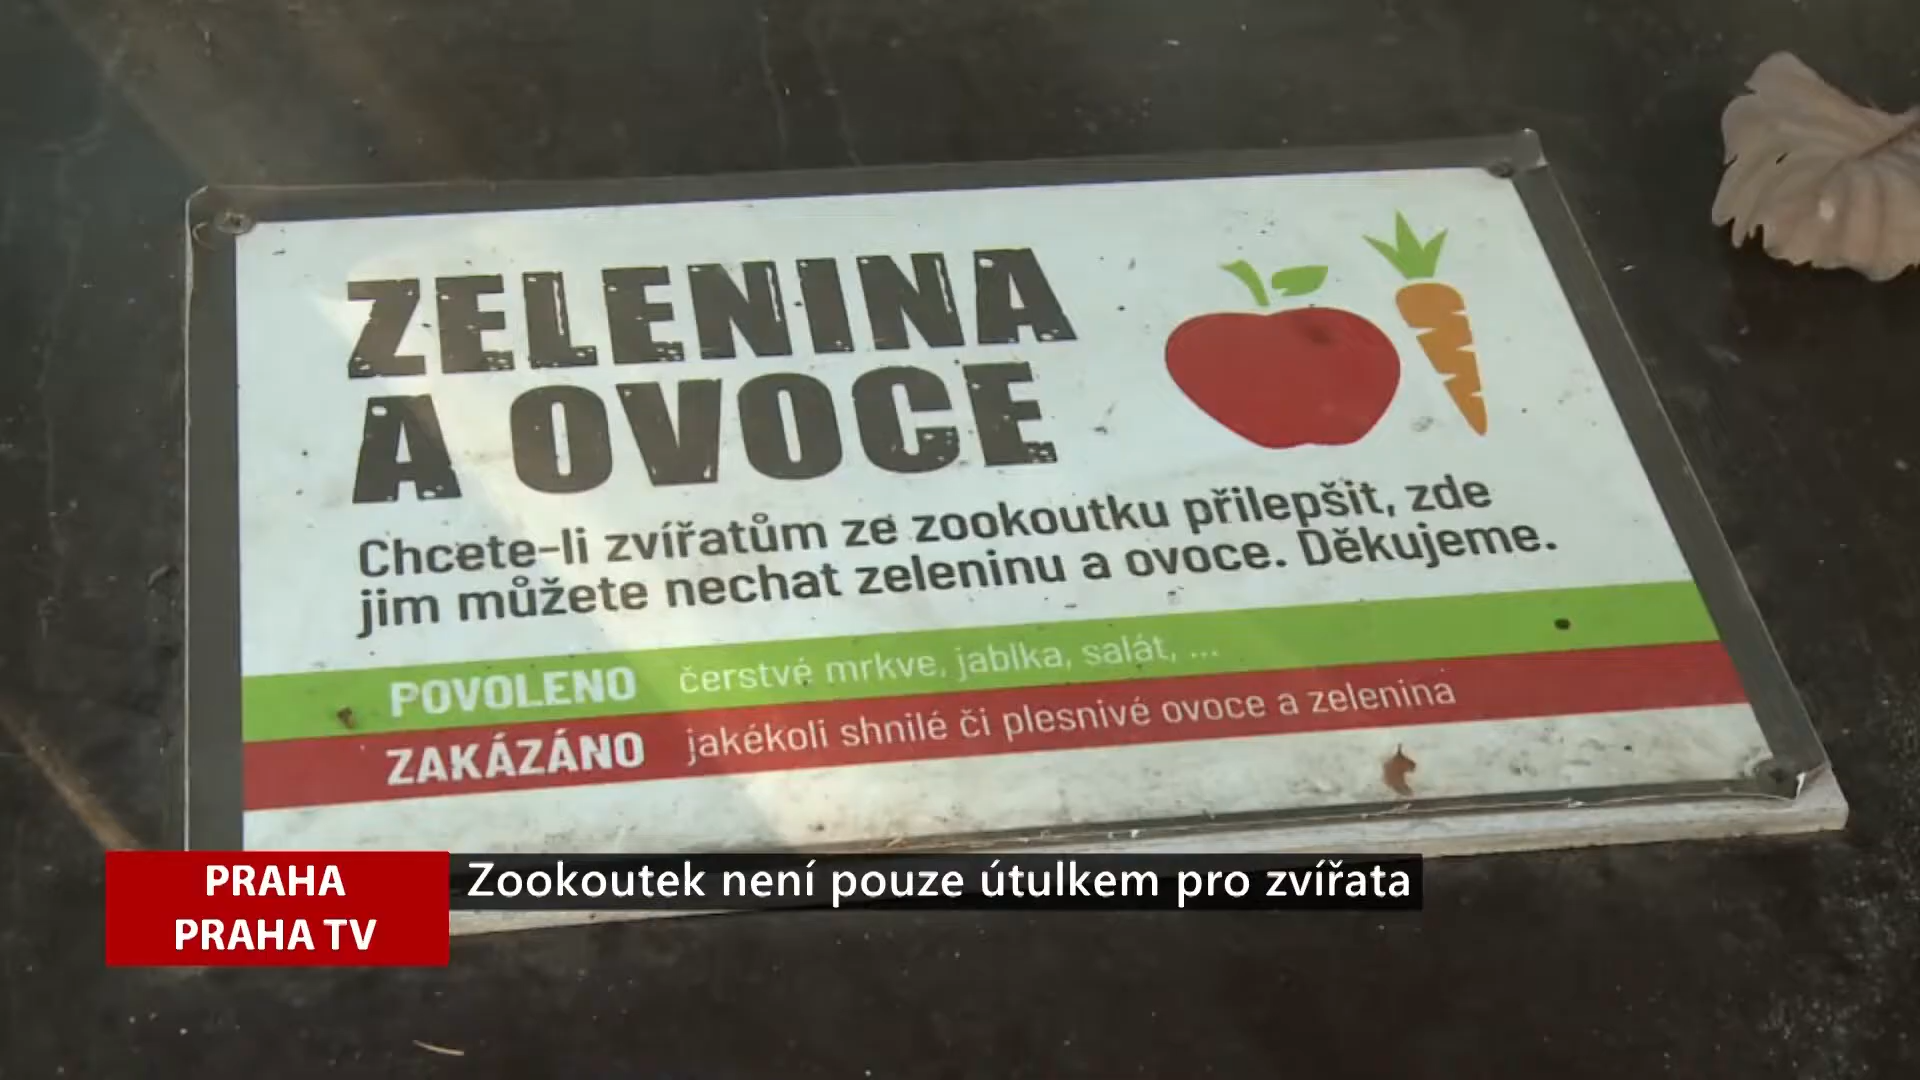 ZELENINA
A OVOCE
Chcete-li zvířatům ze zookoutku přilepšit, zde
jim můžete nechat zeleninu a ovoce. Děkujeme.
POVOLENO čerstvé mrkve, jablka, salát, ...
ZAKÁZÁNO jakékoli shnilé či plesnivé ovoce a zelenina
PRAHA
PRAHA TV
Zookoutek není pouze útulkem pro zvířata